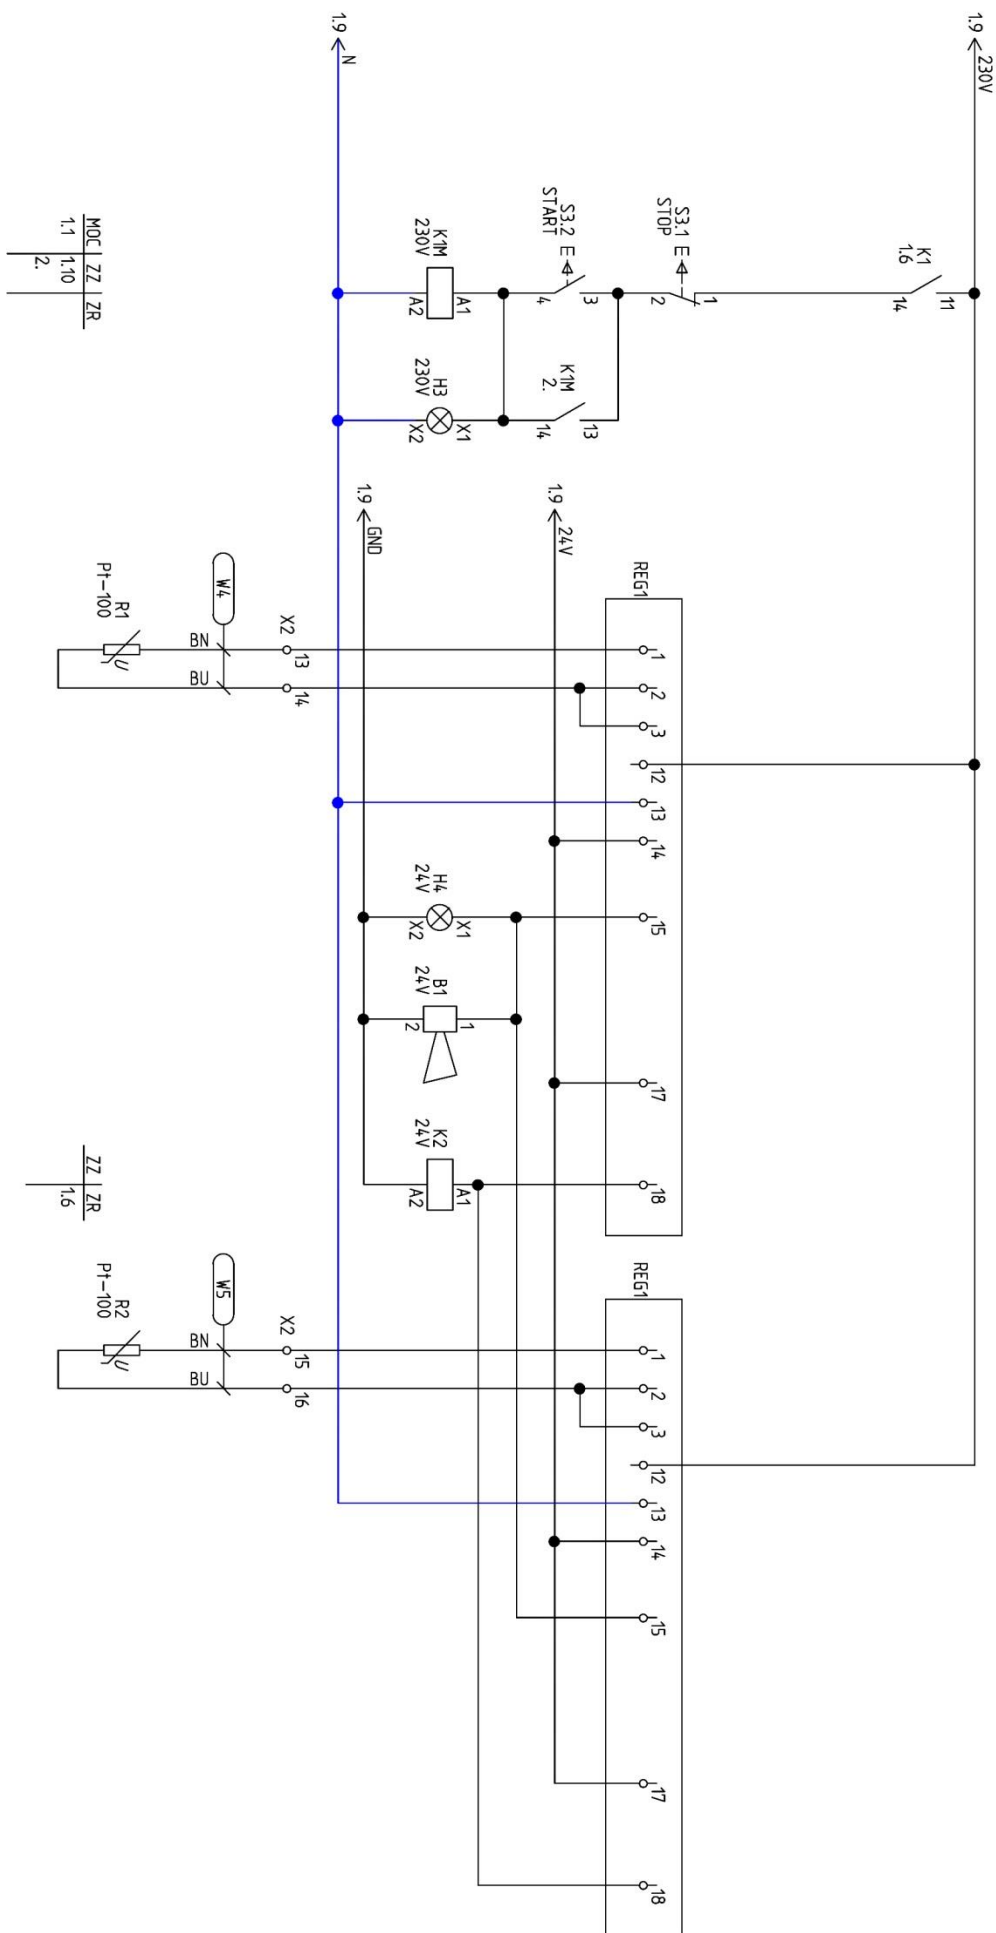 1.9
230V
K1
1.6
11
14
S3.1
STOP
E
1
2
S3.2
START
E
3
4
K1M
2.
13
14
K1M
230V
A1
A2
H3
230V
X1
X2
1.9
N
MOC ZZ ZR
1.1 1.10
2.
1.9
24V
1.9
GND
REG1
1
2
3
12
13
14
15
17
18
H4
24V
X1
X2
B1
24V
1
2
K2
24V
A1
A2
ZZ ZR
1.6
X2
13
14
W4
BN
BU
R1
Pt-100
U
REG1
1
2
3
12
13
14
15
17
18
X2
15
16
W5
BN
BU
R2
Pt-100
U